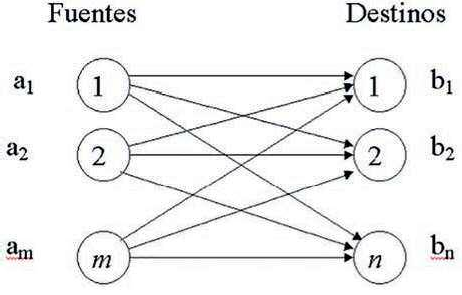 Fuentes Destinos
a1 1 1 b1
a2 2 2 b2
am m n bn